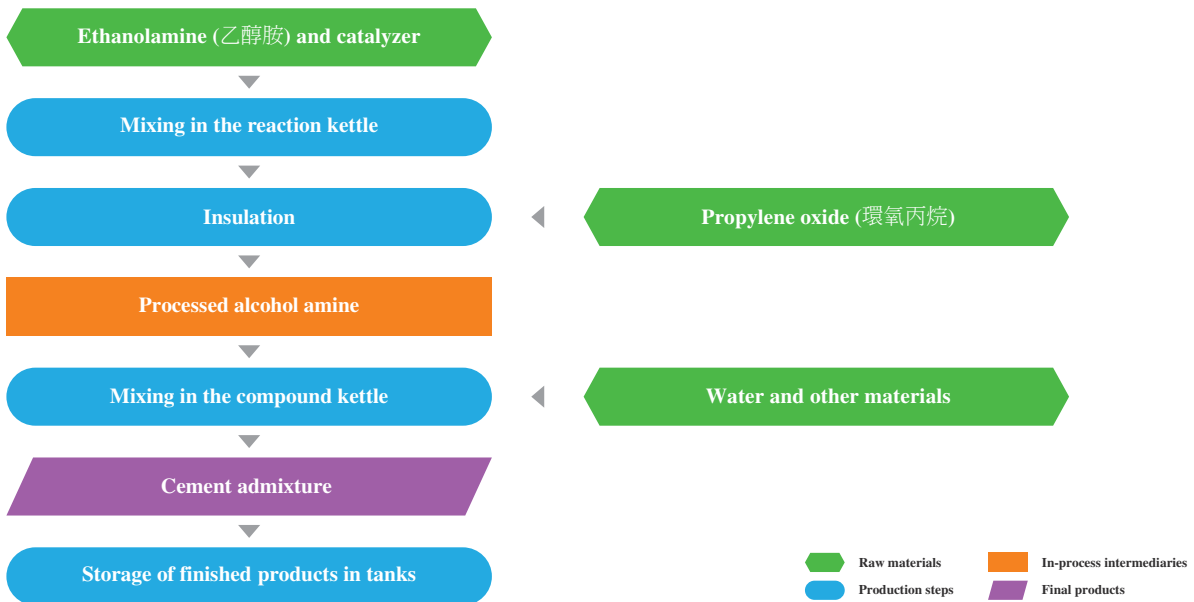 Ethanolamine (乙醇胺) and catalyzer
Mixing in the reaction kettle
Insulation
Propylene oxide (環氧丙烷)
Processed alcohol amine
Mixing in the compound kettle
Water and other materials
Cement admixture
Storage of finished products in tanks
Raw materials
In-process intermediaries
Production steps
Final products